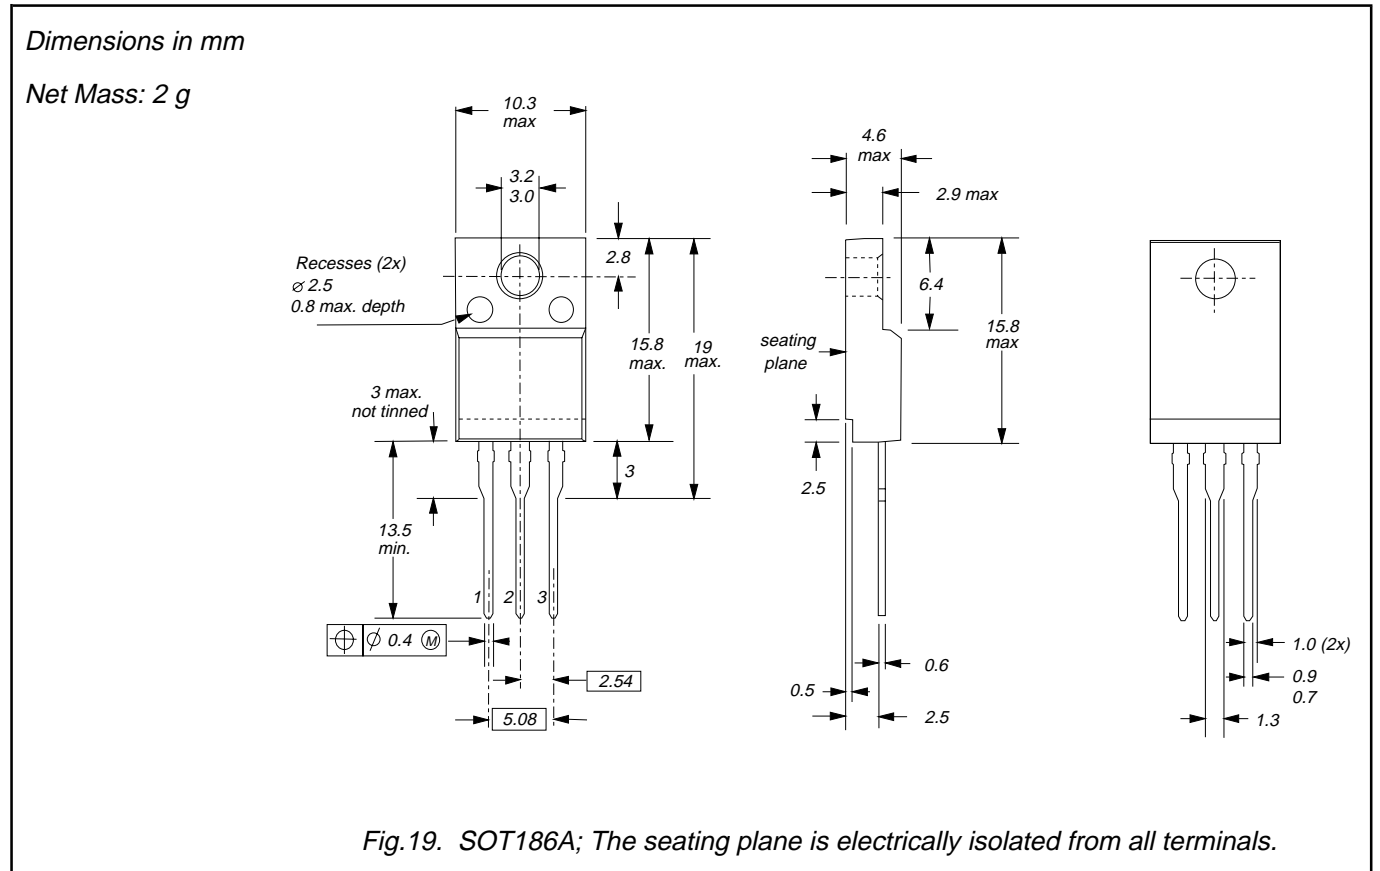 Dimensions in mm
Net Mass: 2 g
10.3
max
3.2
3.0
2.8
Recesses (2x)
⌀ 2.5
0.8 max. depth
15.8
max.
19
max.
3 max.
not tinned
3
13.5
min.
1 2 3
⌀ 0.4 Ⓜ
2.54
5.08
4.6
max
2.9 max
6.4
15.8
max
seating
plane
2.5
0.6
0.5
2.5
1.0 (2x)
0.9
0.7
1.3
Fig.19. SOT186A; The seating plane is electrically isolated from all terminals.